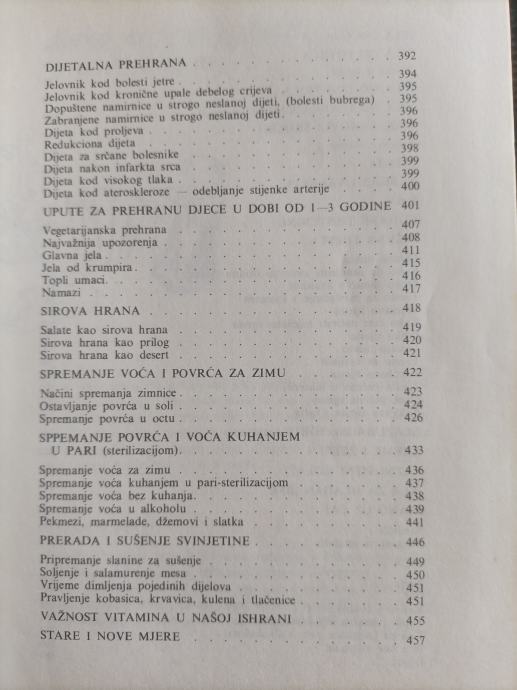 DIJETALNA PREHRANA . . . . . . . . . . . . . 392
Jelovnik kod bolesti jetre . . . . . . . . . . . . 394
Jelovnik kod kronične upale debelog crijeva . . . . . . 395
Dopuštene namirnice u strogo neslanoj dijeti, (bolesti bubrega) 395
Zabranjene namirnice u strogo neslanoj dijeti . . . . . . 396
Dijeta kod proljeva . . . . . . . . . . . . . 396
Redukciona dijeta . . . . . . . . . . . . . 396
Dijeta za srčane bolesnike . . . . . . . . . . . 398
Dijeta nakon infarkta srca . . . . . . . . . . . 399
Dijeta kod visokog tlaka . . . . . . . . . . . . 399
Dijeta kod ateroskleroze — odebljanje stijenke arterije . . . . 400
UPUTE ZA PREHRANU DJECE U DOBI OD 1—3 GODINE 401
Vegetarijanska prehrana . . . . . . . . . . . . 407
Najvažnija upozorenja . . . . . . . . . . . . 408
Glavna jela . . . . . . . . . . . . . . . 411
Jela od krumpira . . . . . . . . . . . . . . 415
Topli umaci . . . . . . . . . . . . . . . 416
Namazi . . . . . . . . . . . . . . . . 417
SIROVA HRANA . . . . . . . . . . . . . . 418
Salate kao sirova hrana . . . . . . . . . . . . 419
Sirova hrana kao prilog . . . . . . . . . . . . 420
Sirova hrana kao desert . . . . . . . . . . . . 421
SPREMANJE VOĆA I POVRĆA ZA ZIMU . . . . . . . 422
Načini spremanja zimnice . . . . . . . . . . . . 423
Ostavljanje povrća u soli . . . . . . . . . . . . 424
Spremanje povrća u octu . . . . . . . . . . . . 426
SPPEMANJE POVRĆA I VOĆA KUHANJEM
U PARI (sterilizacijom) . . . . . . . . . . . . 433
Spremanje voća za zimu . . . . . . . . . . . . 436
Spremanje voća kuhanjem u pari-sterilizacijom . . . . . . 437
Spremanje voća bez kuhanja . . . . . . . . . . . 438
Spremanje voća u alkoholu . . . . . . . . . . . 439
Pekmezi, marmelade, džemovi i slatka . . . . . . . . 441
PRERADA I SUŠENJE SVINJETINE . . . . . . . . . 446
Pripremanje slanine za sušenje . . . . . . . . . . 449
Soljenje i salamurenje mesa . . . . . . . . . . . 450
Vrijeme dimljenja pojedinih dijelova . . . . . . . . . 451
Pravljenje kobasica, krvavica, kulena i tlačenice . . . . . . 451
VAŽNOST VITAMINA U NAŠOJ ISHRANI . . . . . . . 455
STARE I NOVE MJERE . . . . . . . . . . . . 457